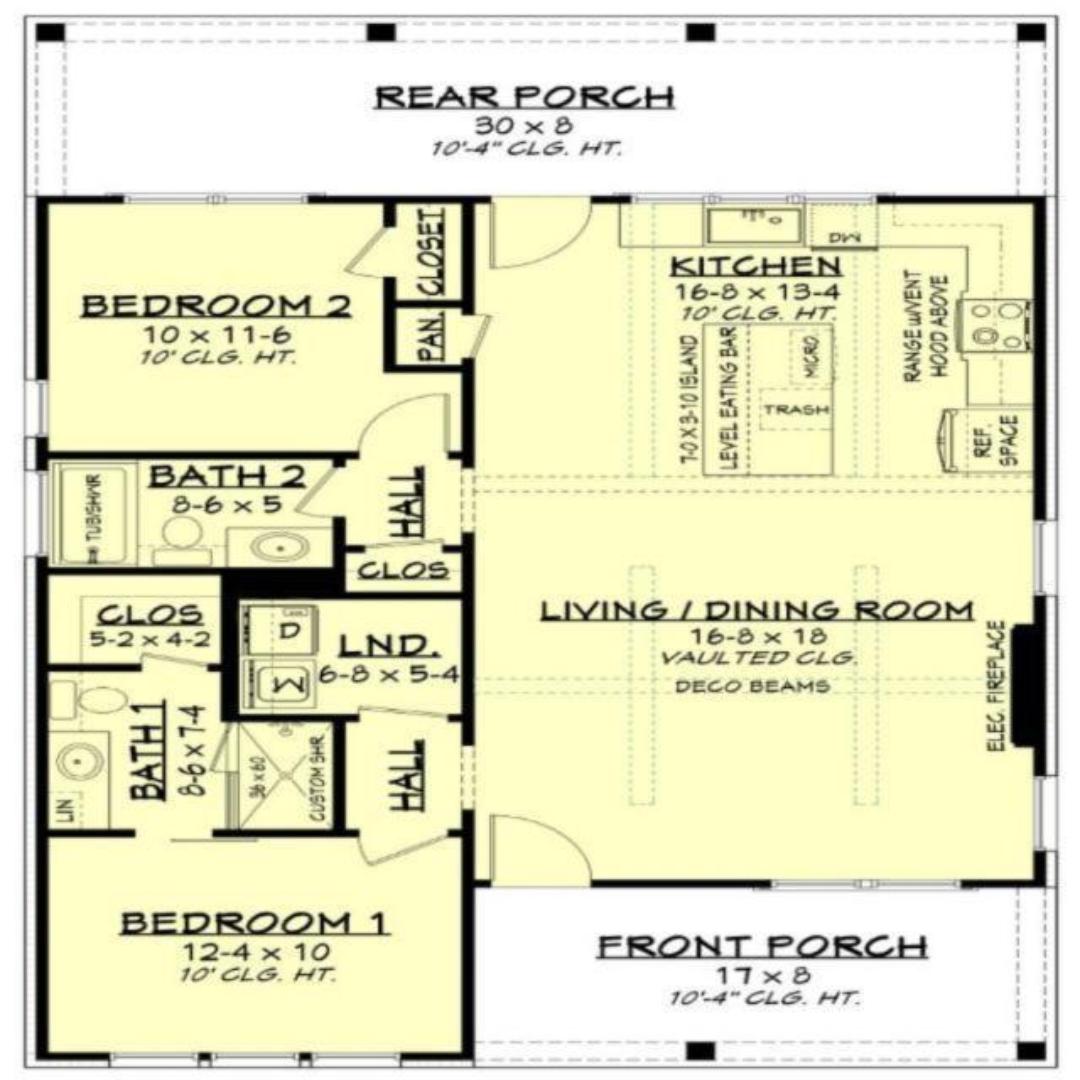 REAR PORCH
30 x 8
10'-4" CLG. HT.
CLOSET
BEDROOM 2
10 x 11-6
10' CLG. HT.
PAN.
DW
KITCHEN
16-8 x 13-4
10' CLG. HT.
7-0 X 3-10 ISLAND
LEVEL EATING BAR
MICRO.
TRASH
RANGE W/VENT
HOOD ABOVE
REF.
SPACE
BATH 2
8-6 x 5
TUB/SHWR
HALL
CLOS
CLOS
5-2 x 4-2
D
W
LND.
6-8 x 5-4
LIVING / DINING ROOM
16-8 x 18
VAULTED CLG.
DECO BEAMS
ELEC. FIREPLACE
BATH 1
8-6 x 7-4
LIN
36 x 60
CUSTOM SHR
HALL
BEDROOM 1
12-4 x 10
10' CLG. HT.
FRONT PORCH
17 x 8
10'-4" CLG. HT.